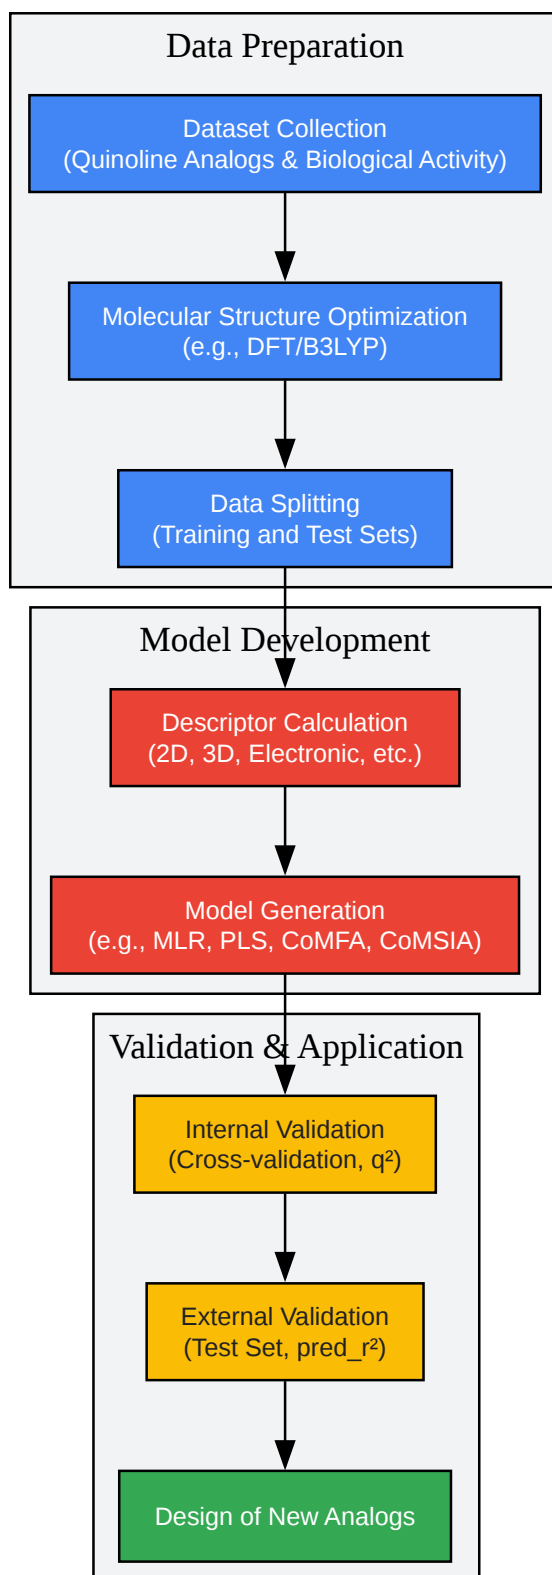 Data Preparation
Dataset Collection
(Quinoline Analogs & Biological Activity)
Molecular Structure Optimization
(e.g., DFT/B3LYP)
Data Splitting
(Training and Test Sets)
Model Development
Descriptor Calculation
(2D, 3D, Electronic, etc.)
Model Generation
(e.g., MLR, PLS, CoMFA, CoMSIA)
Validation & Application
Internal Validation
(Cross-validation, q²)
External Validation
(Test Set, pred_r²)
Design of New Analogs